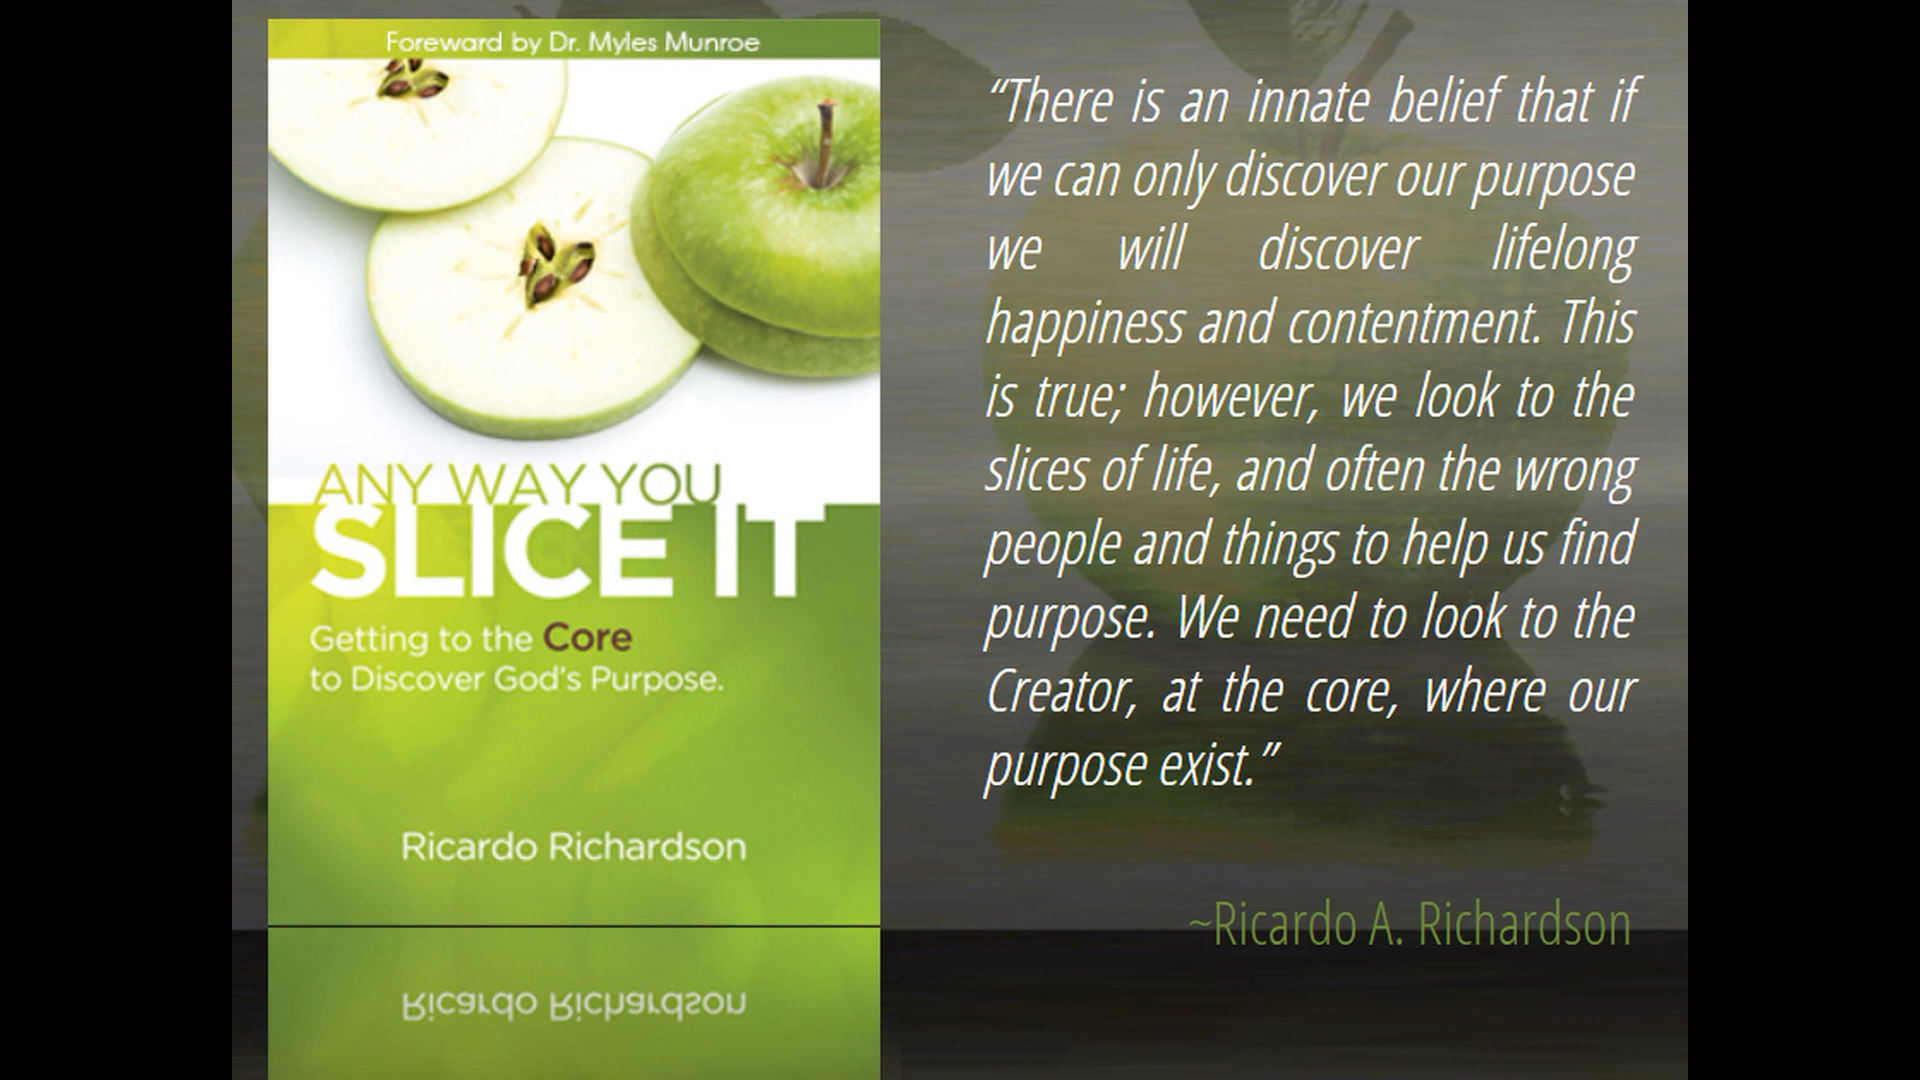 Foreward by Dr. Myles Munroe
ANY WAY YOU
SLICE IT
Getting to the Core
to Discover God's Purpose.
Ricardo Richardson
Ricardo Richardson
“There is an innate belief that if
we can only discover our purpose
we will discover lifelong
happiness and contentment. This
is true; however, we look to the
slices of life, and often the wrong
people and things to help us find
purpose. We need to look to the
Creator, at the core, where our
purpose exist.”
~Ricardo A. Richardson